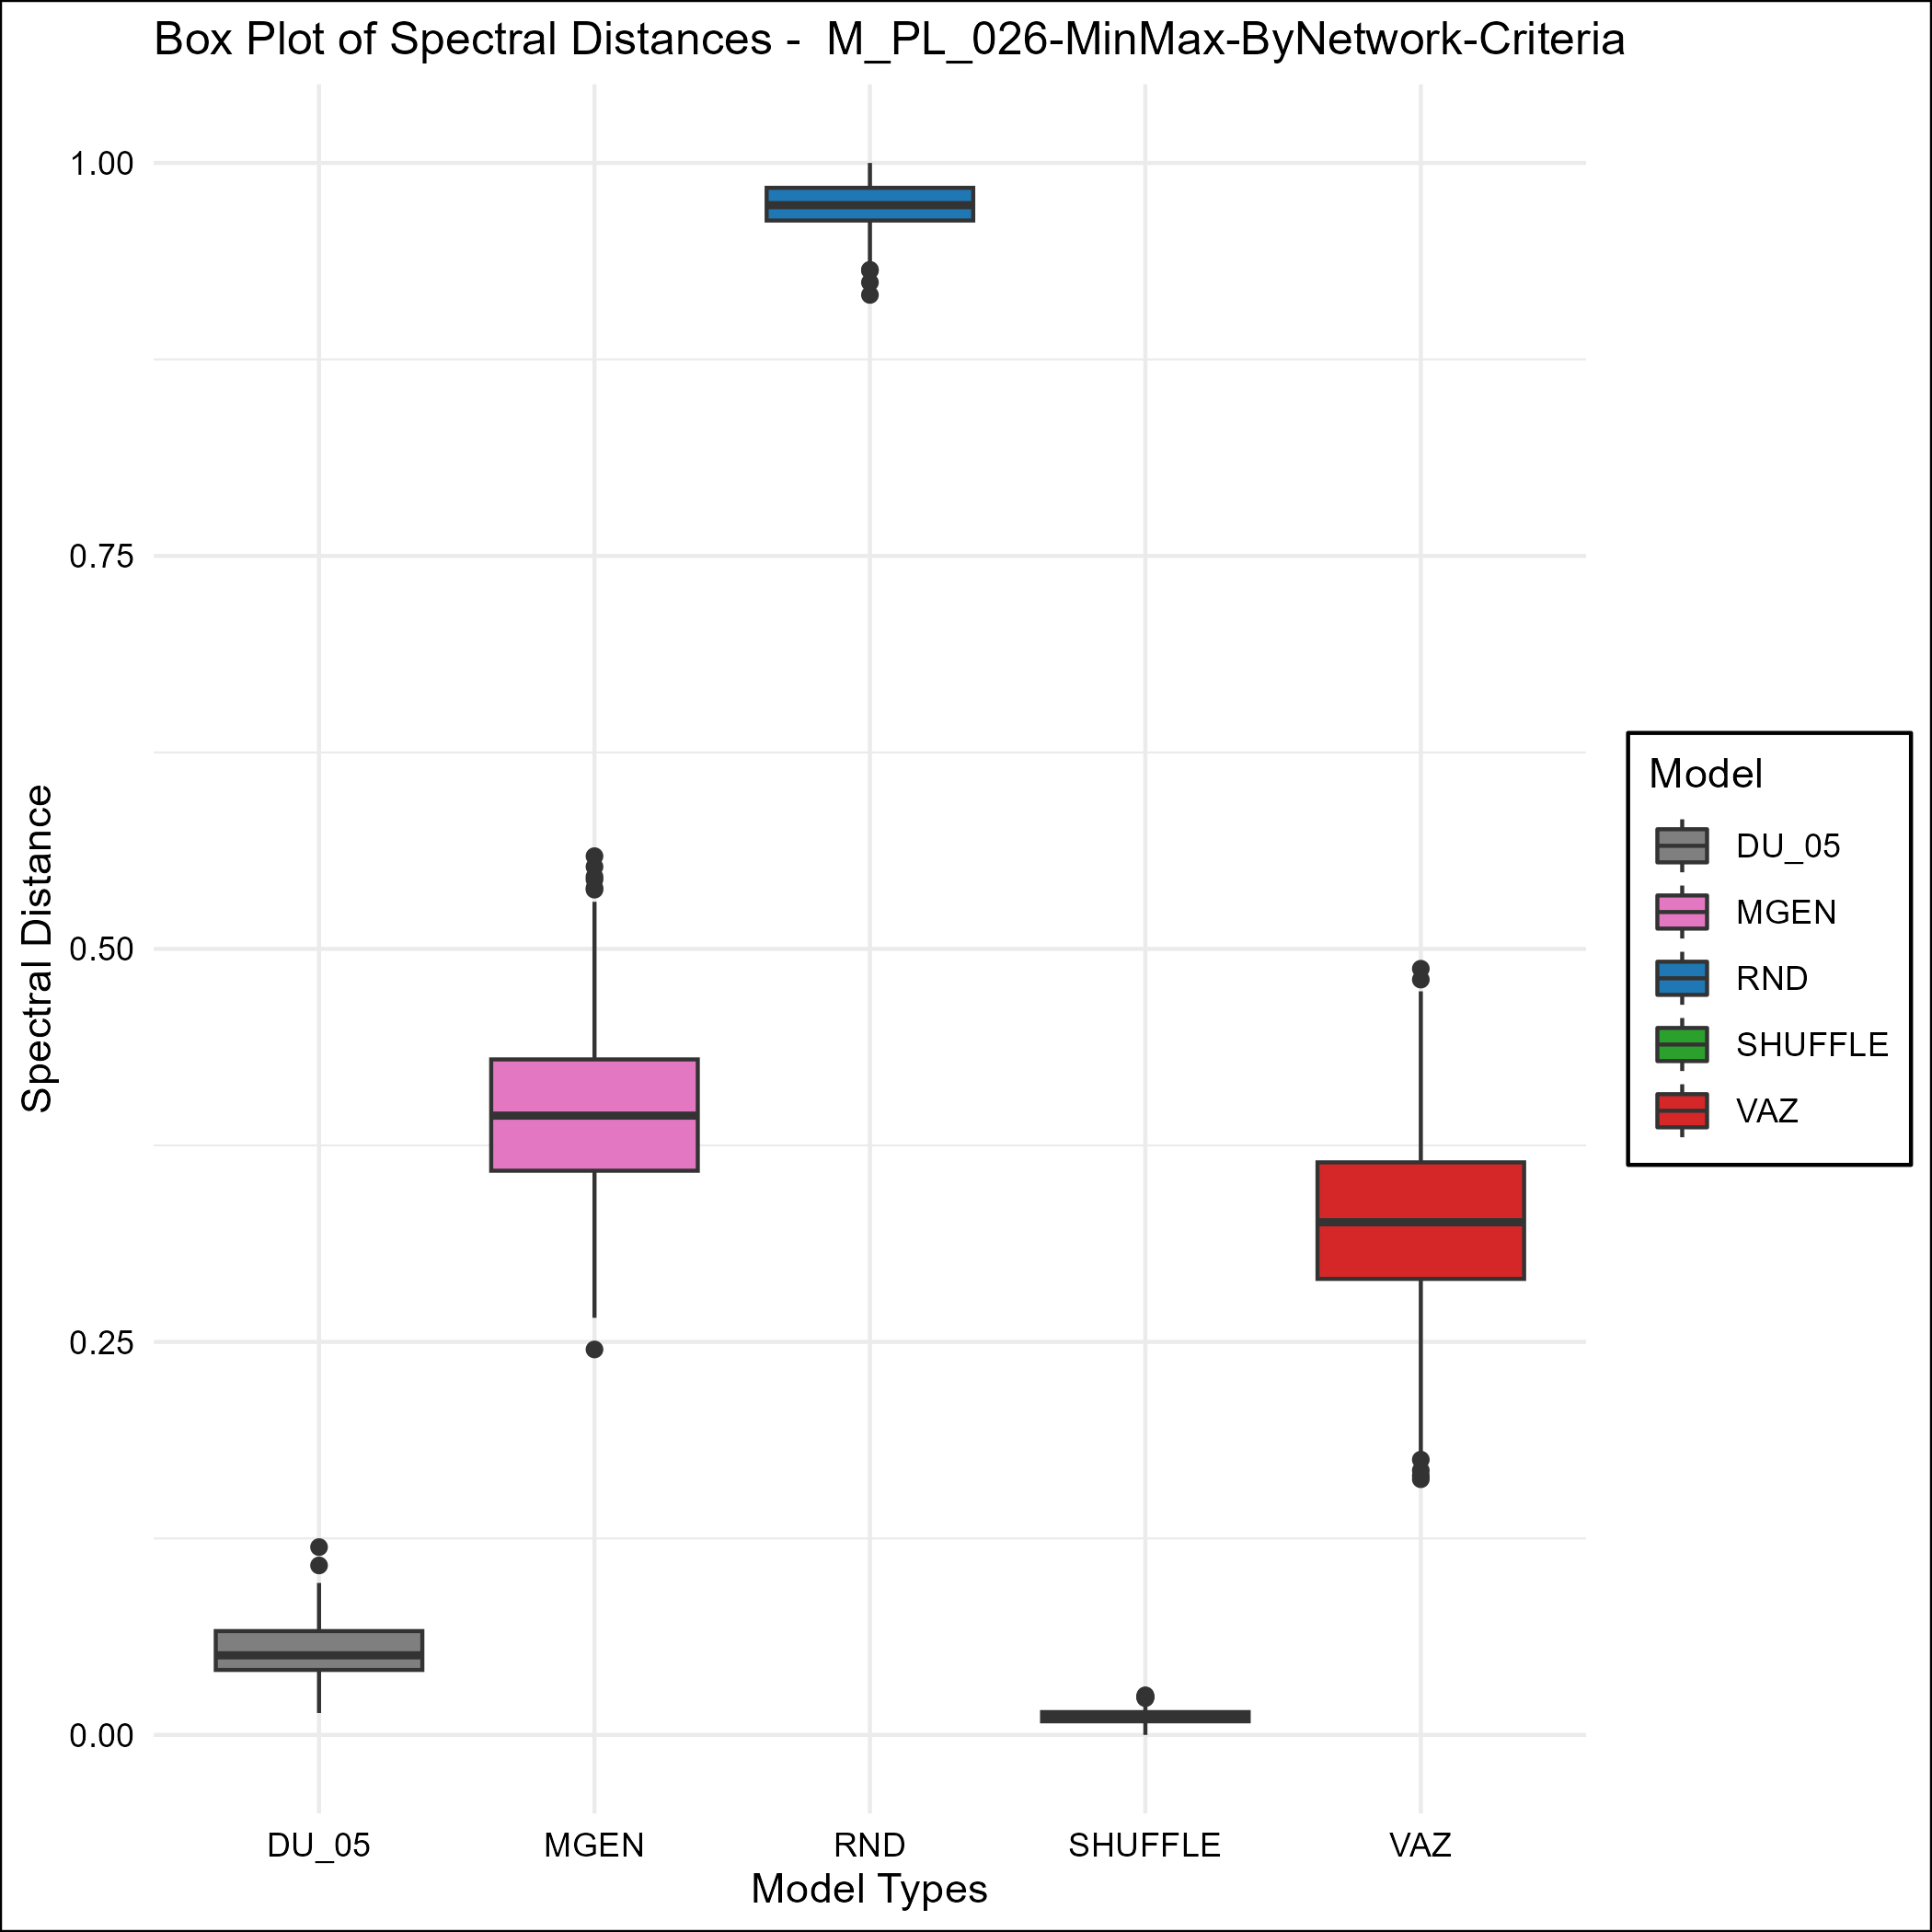 Box Plot of Spectral Distances -  M_PL_026-MinMax-ByNetwork-Criteria
1.00
0.75
0.50
0.25
0.00
Spectral Distance
DU_05
MGEN
RND
SHUFFLE
VAZ
Model Types
Model
DU_05
MGEN
RND
SHUFFLE
VAZ